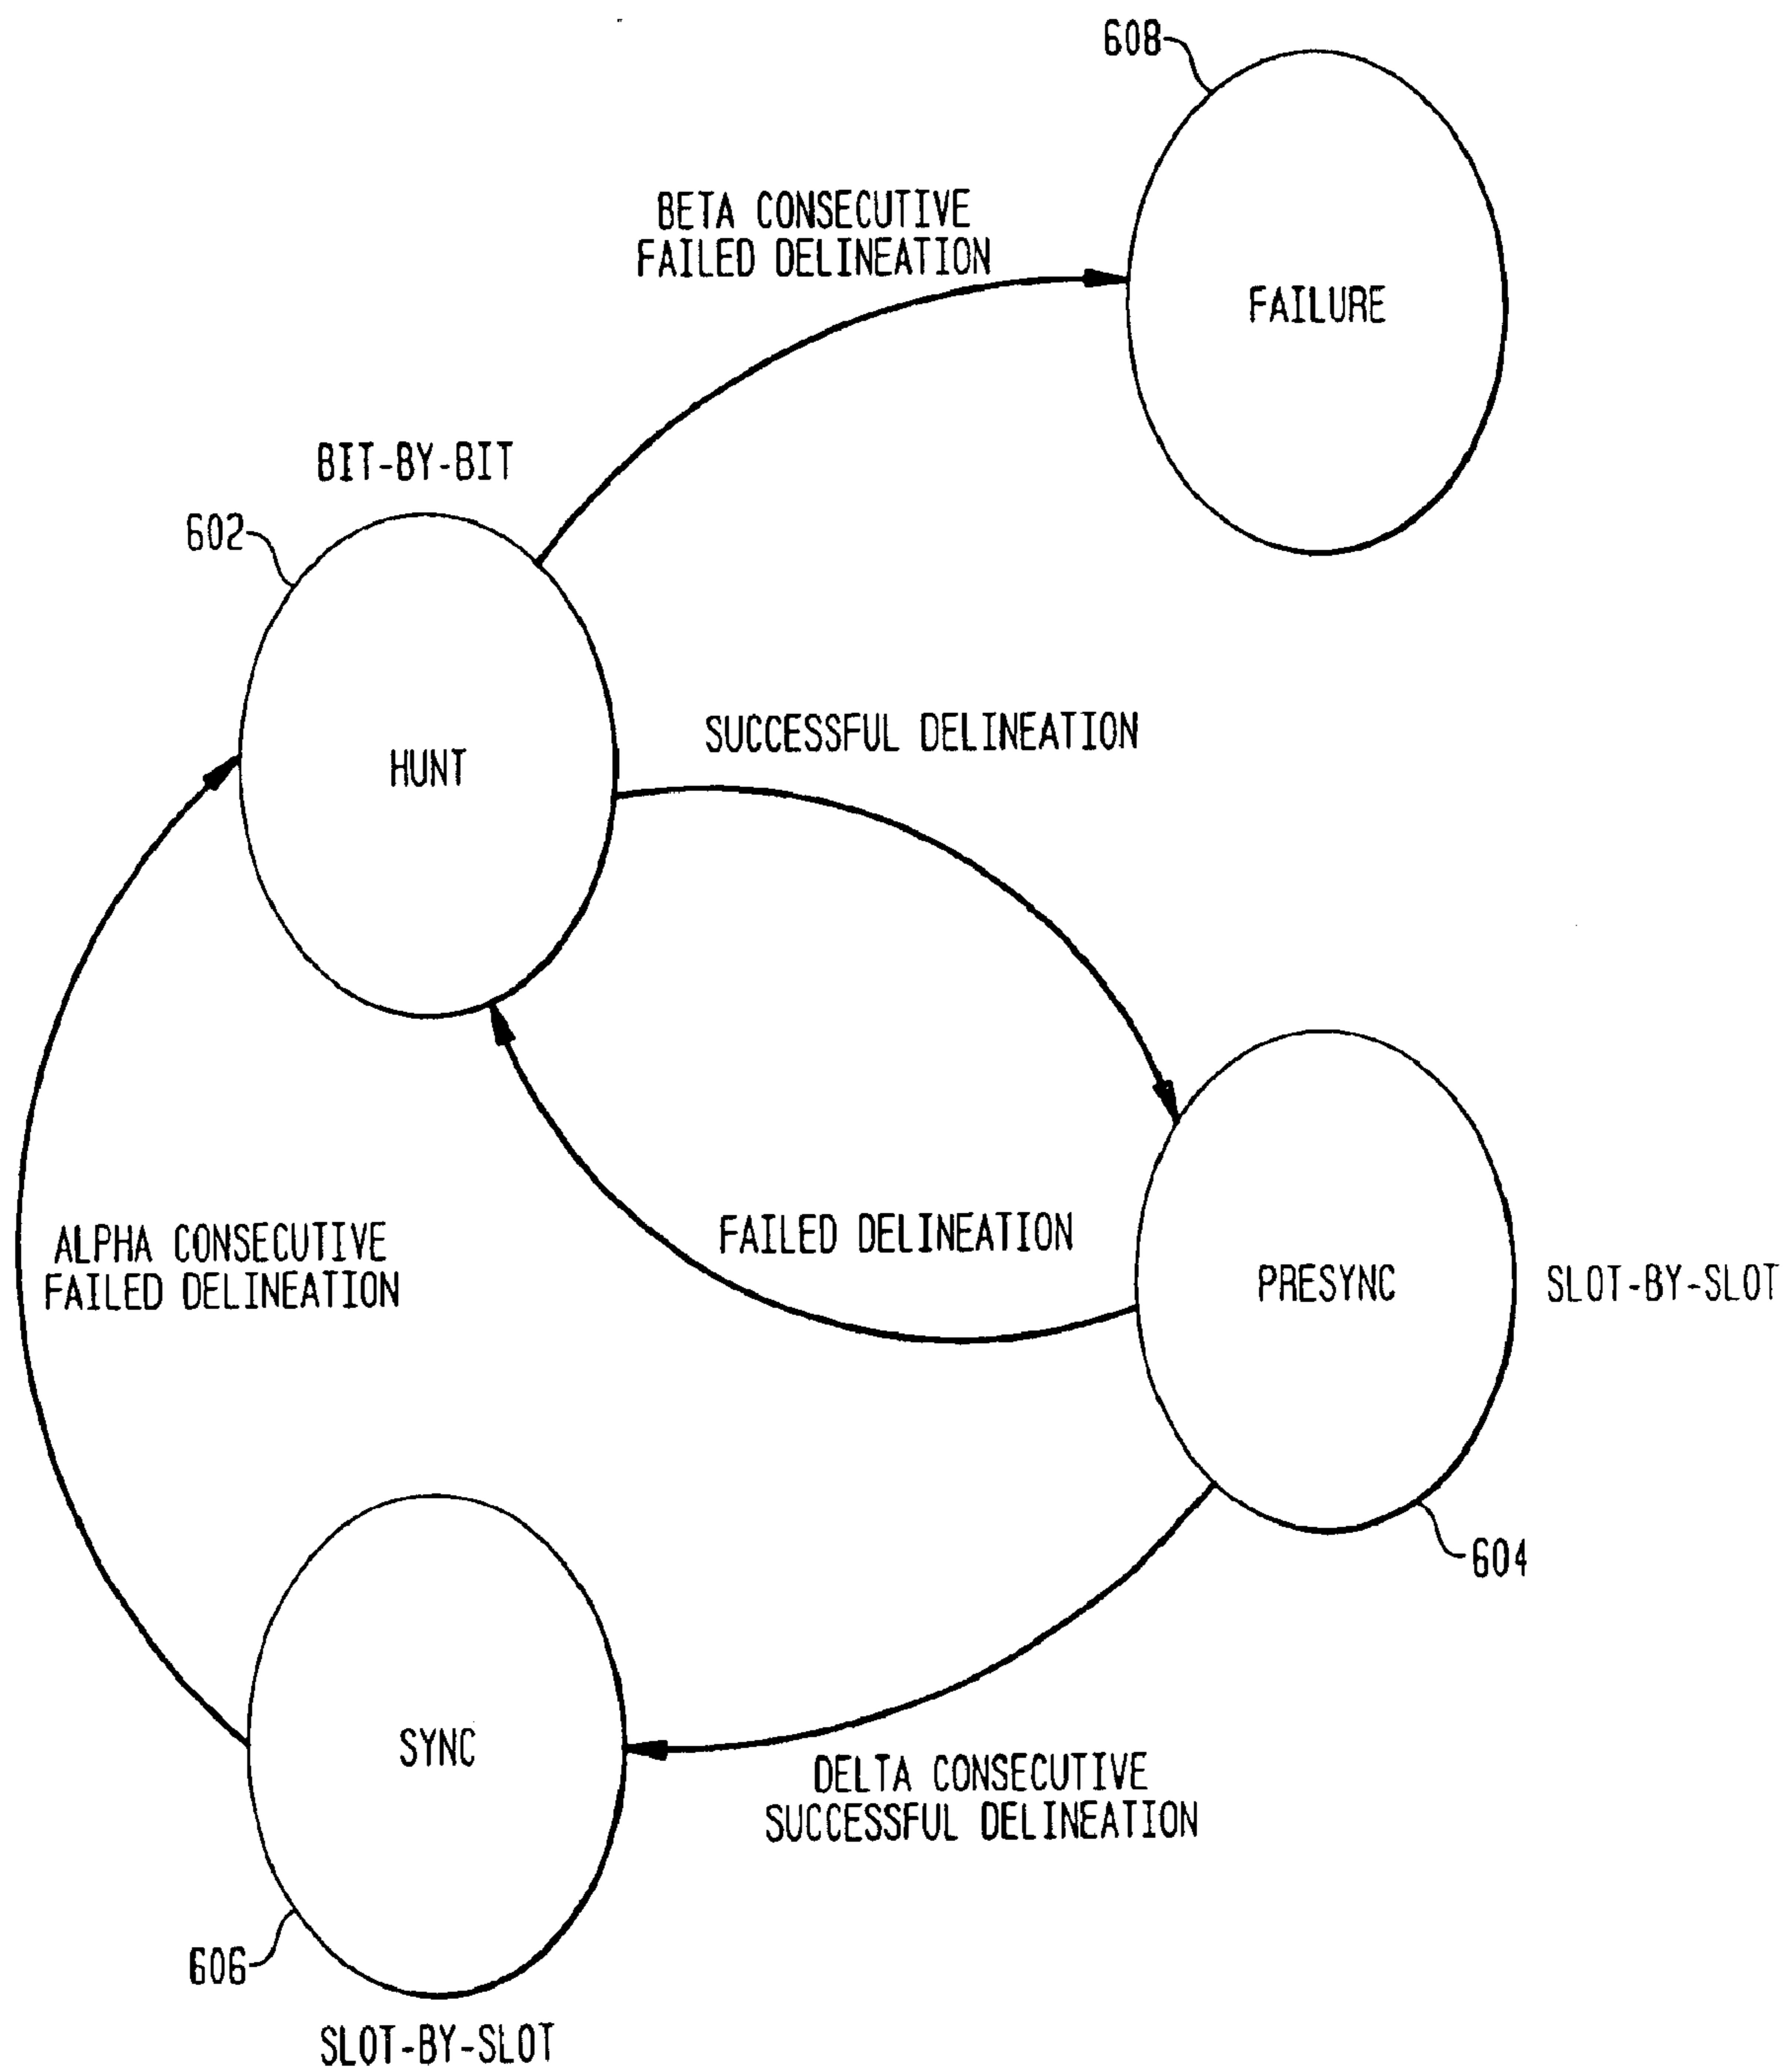 608
BETA CONSECUTIVE
FAILED DELINEATION
FAILURE
BIT-BY-BIT
602
HUNT
SUCCESSFUL DELINEATION
ALPHA CONSECUTIVE
FAILED DELINEATION
FAILED DELINEATION
PRESYNC
SLOT-BY-SLOT
604
SYNC
DELTA CONSECUTIVE
SUCCESSFUL DELINEATION
606
SLOT-BY-SLOT